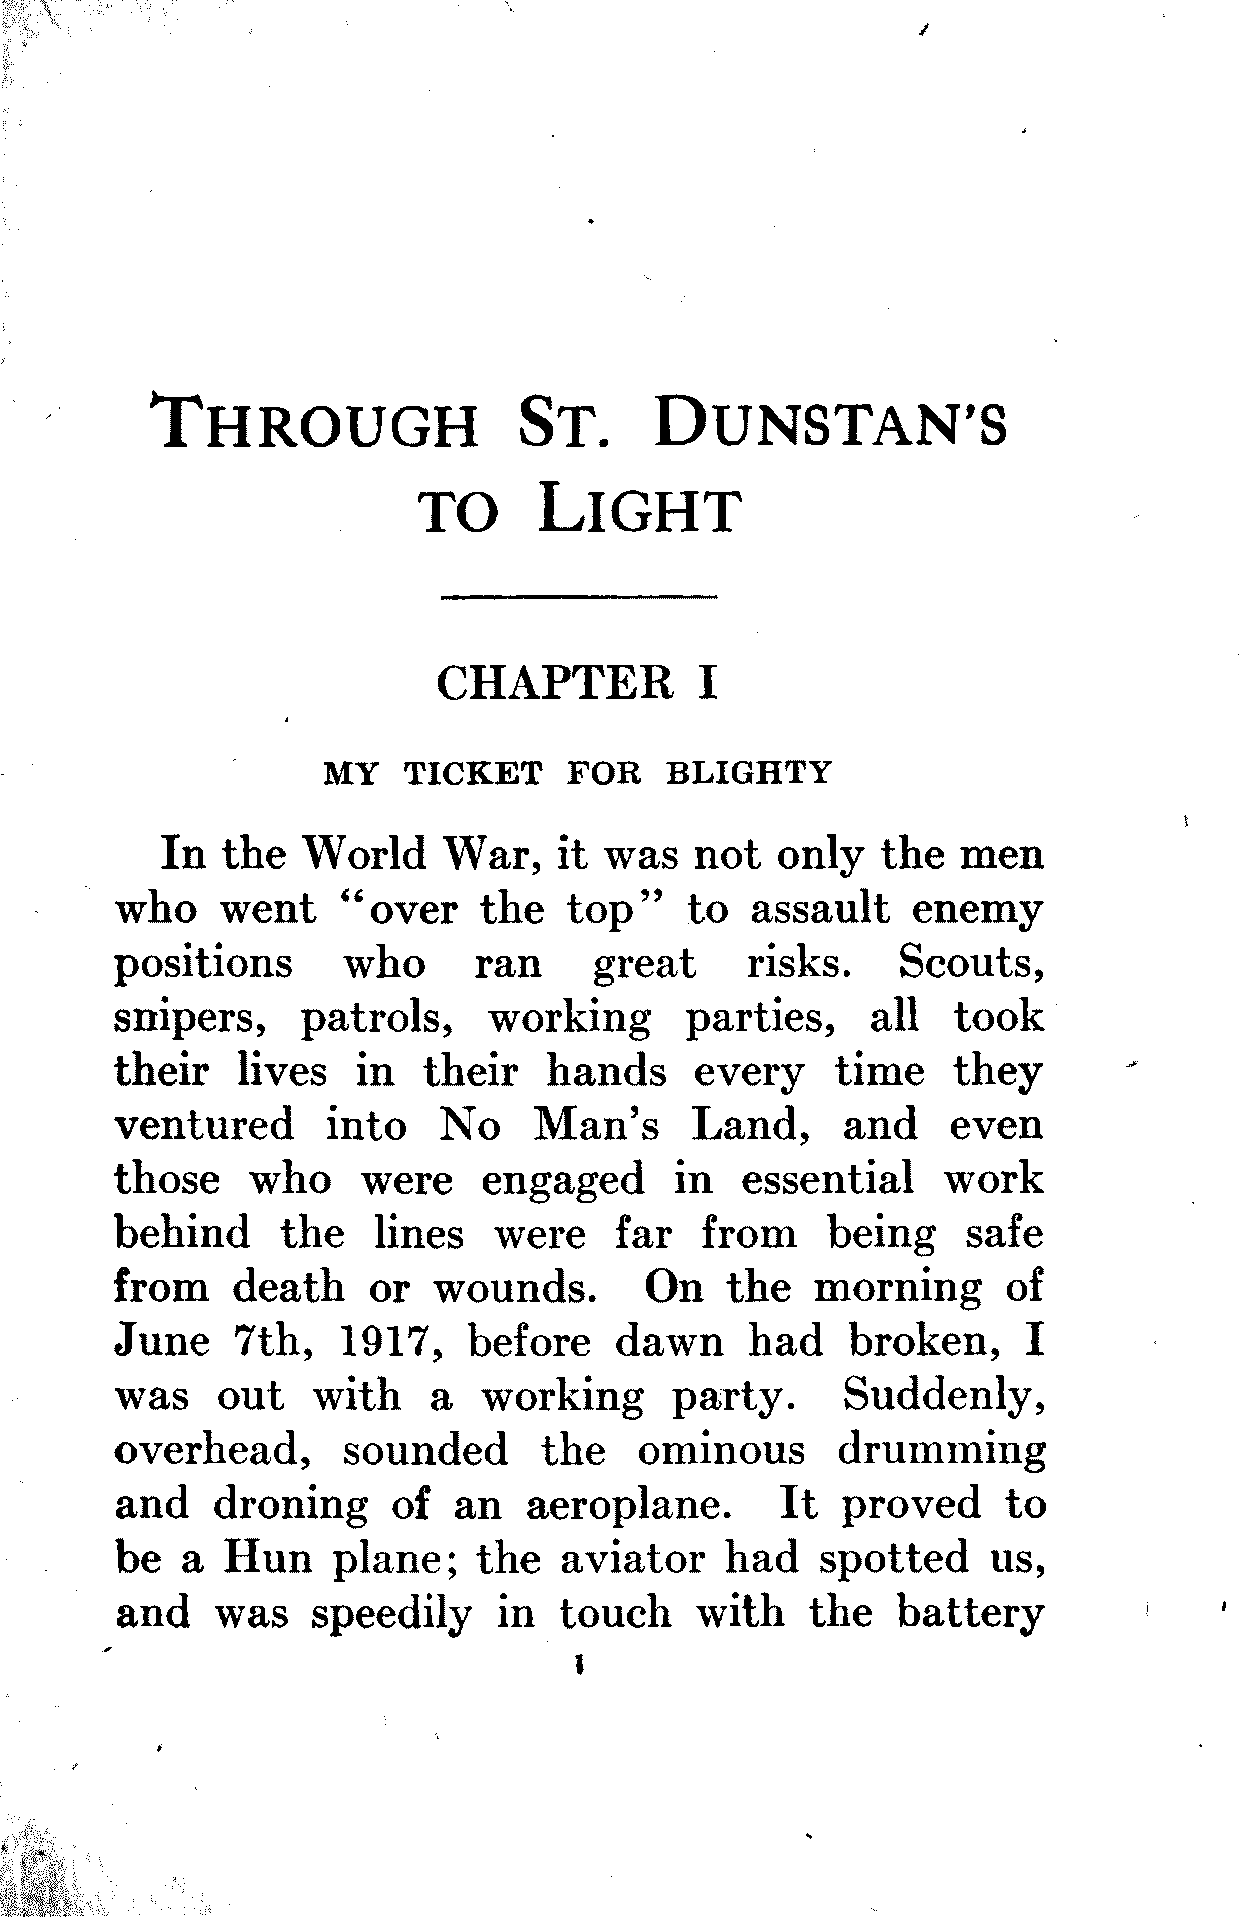 THROUGH ST. DUNSTAN'S
TO LIGHT
CHAPTER I
MY TICKET FOR BLIGHTY
In the World War, it was not only the men
who went “over the top” to assault enemy
positions who ran great risks. Scouts,
snipers, patrols, working parties, all took
their lives in their hands every time they
ventured into No Man's Land, and even
those who were engaged in essential work
behind the lines were far from being safe
from death or wounds. On the morning of
June 7th, 1917, before dawn had broken, I
was out with a working party. Suddenly,
overhead, sounded the ominous drumming
and droning of an aeroplane. It proved to
be a Hun plane; the aviator had spotted us,
and was speedily in touch with the battery
1